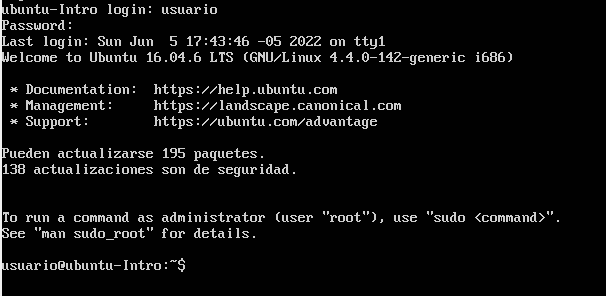 ubuntu-Intro login: usuario
Password:
Last login: Sun Jun  5 17:43:46 -05 2022 on tty1
Welcome to Ubuntu 16.04.6 LTS (GNU/Linux 4.4.0-142-generic i686)
 * Documentation:  https://help.ubuntu.com
 * Management:     https://landscape.canonical.com
 * Support:        https://ubuntu.com/advantage
Pueden actualizarse 195 paquetes.
138 actualizaciones son de seguridad.
To run a command as administrator (user "root"), use "sudo <command>".
See "man sudo_root" for details.
usuario@ubuntu-Intro:~$